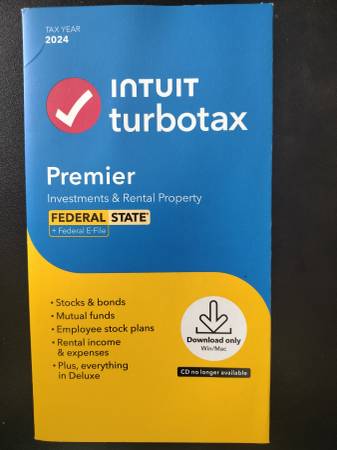 TAX YEAR
2024
INTUIT
turbotax
Premier
Investments & Rental Property
FEDERAL STATE*
+ Federal E-File
• Stocks & bonds
• Mutual funds
• Employee stock plans
• Rental income
& expenses
• Plus, everything
in Deluxe
Download only
Win/Mac
CD no longer available